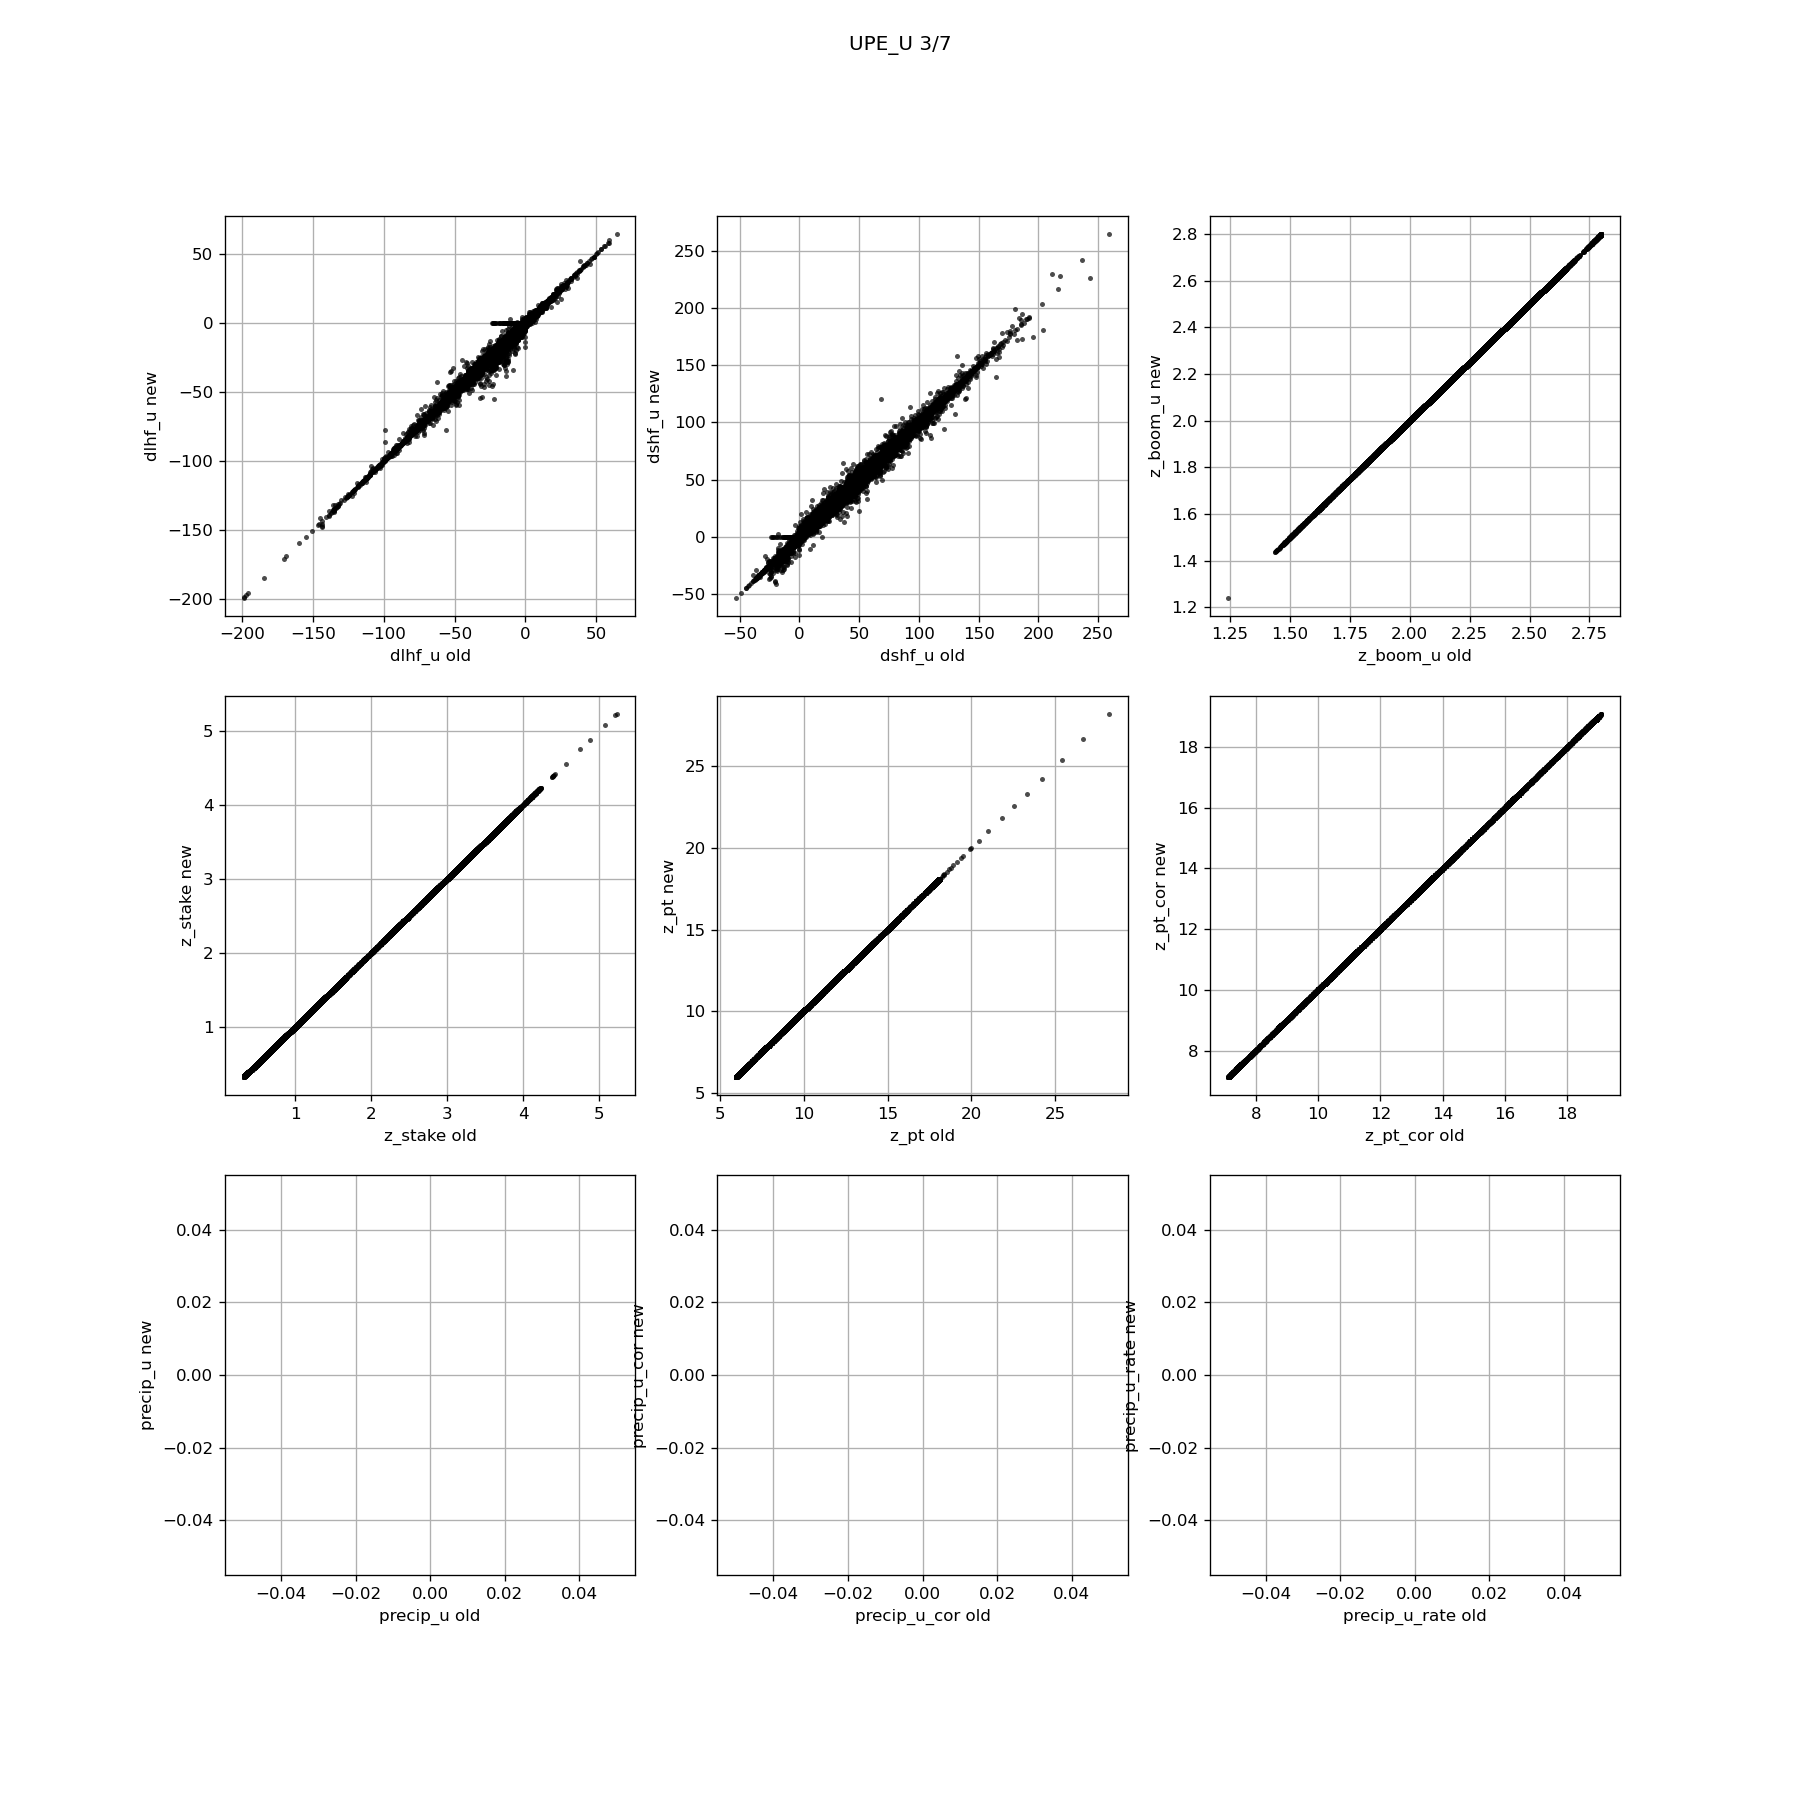 UPE_U 3/7
50
0
−50
−100
−150
−200
dlhf_u new
−200 −150 −100 −50 0 50
dlhf_u old
250
200
150
100
50
0
−50
dshf_u new
−50 0 50 100 150 200 250
dshf_u old
2.8
2.6
2.4
2.2
2.0
1.8
1.6
1.4
1.2
z_boom_u new
1.25 1.50 1.75 2.00 2.25 2.50 2.75
z_boom_u old
5
4
3
2
1
z_stake new
1 2 3 4 5
z_stake old
25
20
15
10
5
z_pt new
5 10 15 20 25
z_pt old
18
16
14
12
10
8
z_pt_cor new
8 10 12 14 16 18
z_pt_cor old
0.04
0.02
0.00
−0.02
−0.04
precip_u new
−0.04 −0.02 0.00 0.02 0.04
precip_u old
0.04
0.02
0.00
−0.02
−0.04
precip_u_cor new
−0.04 −0.02 0.00 0.02 0.04
precip_u_cor old
0.04
0.02
0.00
−0.02
−0.04
precip_u_rate new
−0.04 −0.02 0.00 0.02 0.04
precip_u_rate old